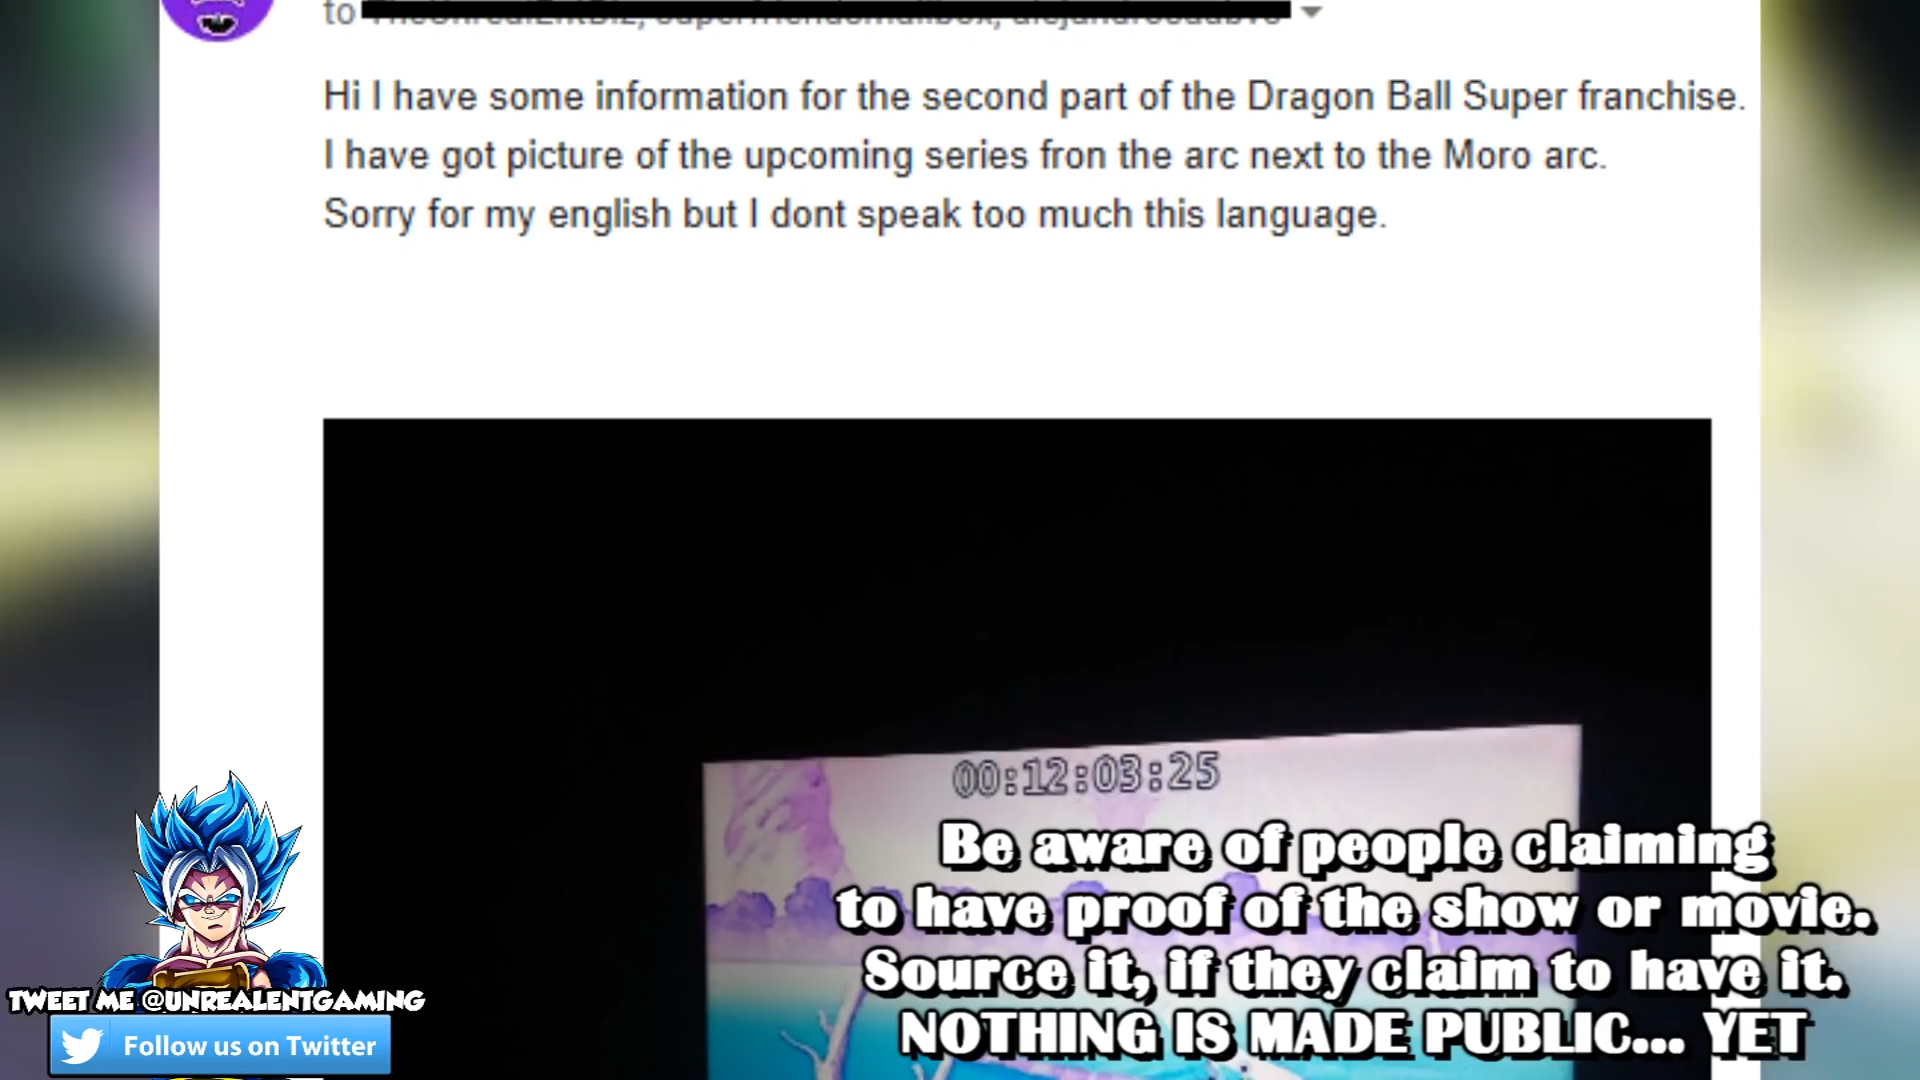 to
Hi I have some information for the second part of the Dragon Ball Super franchise.
I have got picture of the upcoming series fron the arc next to the Moro arc.
Sorry for my english but I dont speak too much this language.
00:12:03:25
Be aware of people claiming
to have proof of the show or movie.
Source it, if they claim to have it.
NOTHING IS MADE PUBLIC... YET
TWEET ME @UNREALENTGAMING
Follow us on Twitter